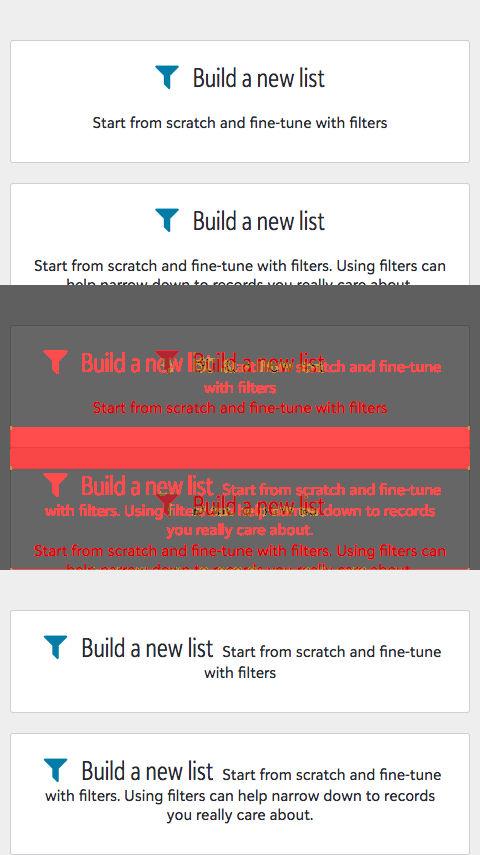 Build a new list
Start from scratch and fine-tune with filters
Build a new list
Start from scratch and fine-tune with filters. Using filters can
help narrow down to records you really care about.
Build a new list Start from scratch and fine-tune
with filters
Start from scratch and fine-tune with filters
Build a new list Start from scratch and fine-tune
with filters. Using filters can help narrow down to records
you really care about.
Start from scratch and fine-tune with filters. Using filters can
help narrow down to records you really care about.
Build a new list Start from scratch and fine-tune
with filters
Build a new list Start from scratch and fine-tune
with filters. Using filters can help narrow down to records
you really care about.